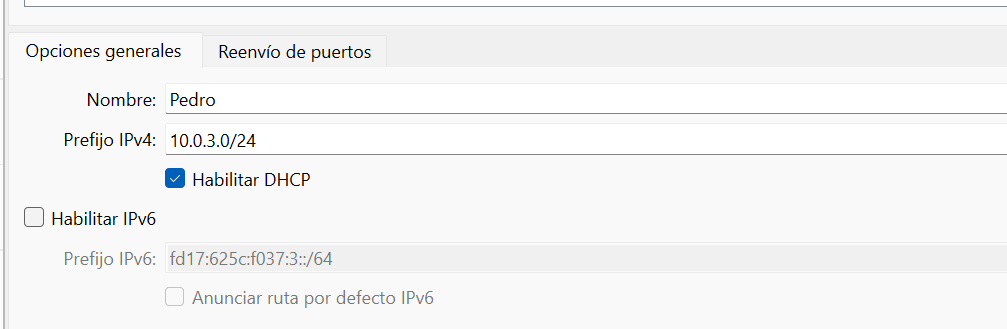 Opciones generales
Reenvío de puertos
Nombre: Pedro
Prefijo IPv4: 10.0.3.0/24
Habilitar DHCP
Habilitar IPv6
Prefijo IPv6: fd17:625c:f037:3::/64
Anunciar ruta por defecto IPv6